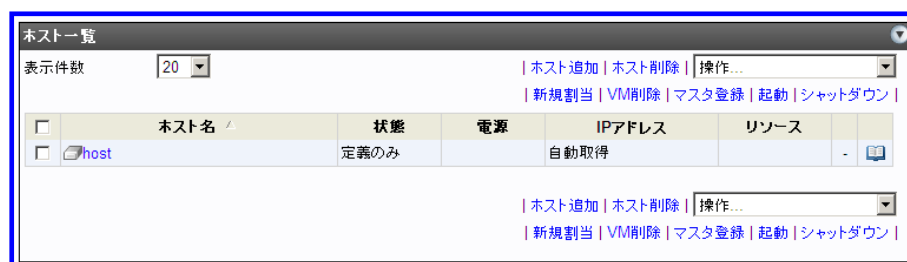 ホスト一覧
表示件数 20 | ホスト追加 | ホスト削除 | 操作...
| 新規割当 | VM削除 | マスタ登録 | 起動 | シャットダウン |
ホスト名 状態 電源 IPアドレス リソース
host 定義のみ 自動取得 -
| ホスト追加 | ホスト削除 | 操作...
| 新規割当 | VM削除 | マスタ登録 | 起動 | シャットダウン |